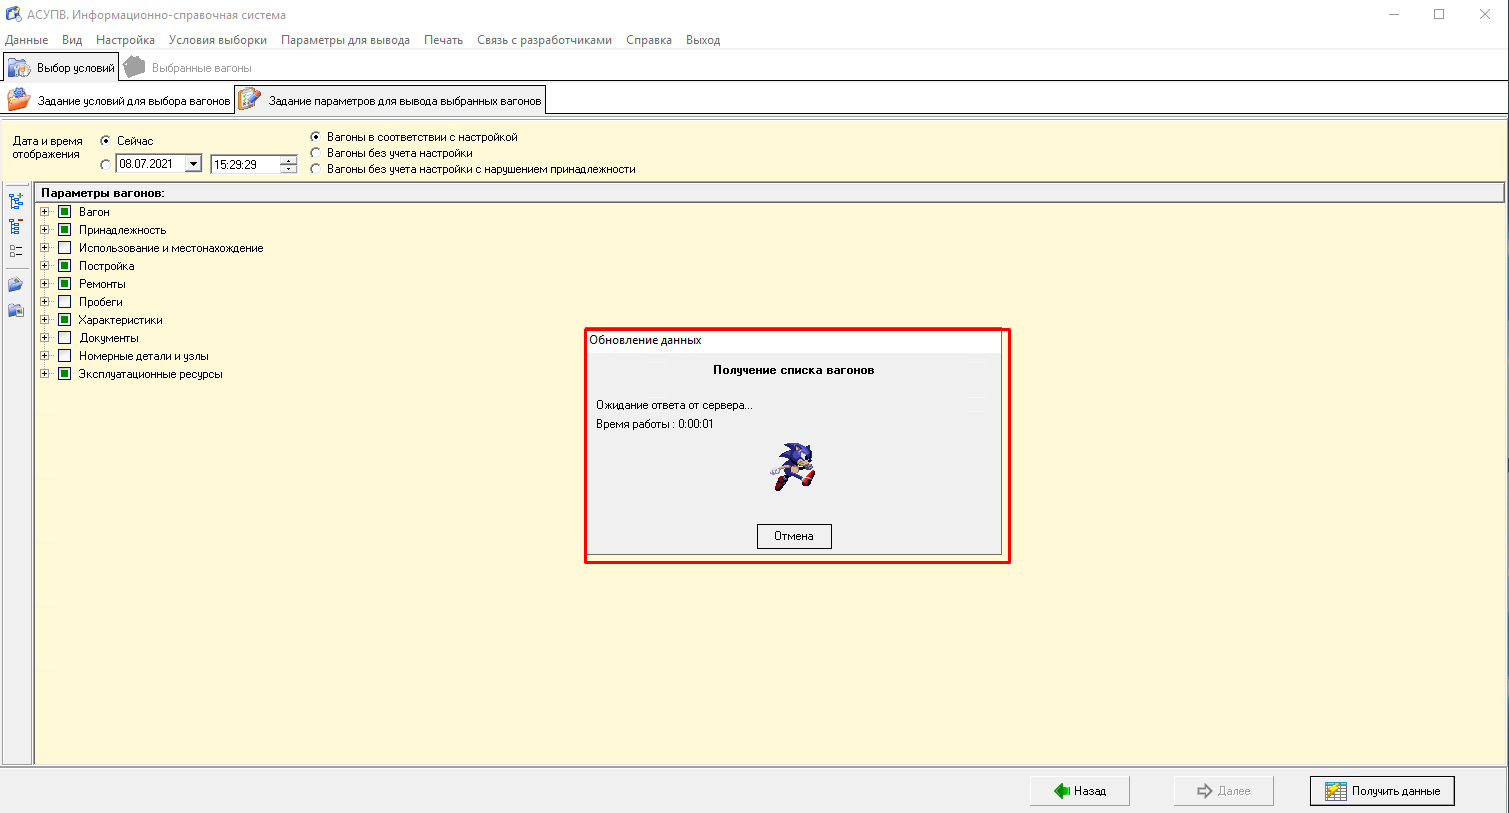 АСУПВ. Информационно-справочная система
Данные Вид Настройка Условия выборки Параметры для вывода Печать Связь с разработчиками Справка Выход
Выбор условий Выбранные вагоны
Задание условий для выбора вагонов Задание параметров для вывода выбранных вагонов
Дата и время отображения
Сейчас
08.07.2021 15:29:29
Вагоны в соответствии с настройкой
Вагоны без учета настройки
Вагоны без учета настройки с нарушением принадлежности
Параметры вагонов:
Вагон
Принадлежность
Использование и местонахождение
Постройка
Ремонты
Пробеги
Характеристики
Документы
Номерные детали и узлы
Эксплуатационные ресурсы
Обновление данных
Получение списка вагонов
Ожидание ответа от сервера...
Время работы : 0:00:01
Отмена
Назад Далее Получить данные